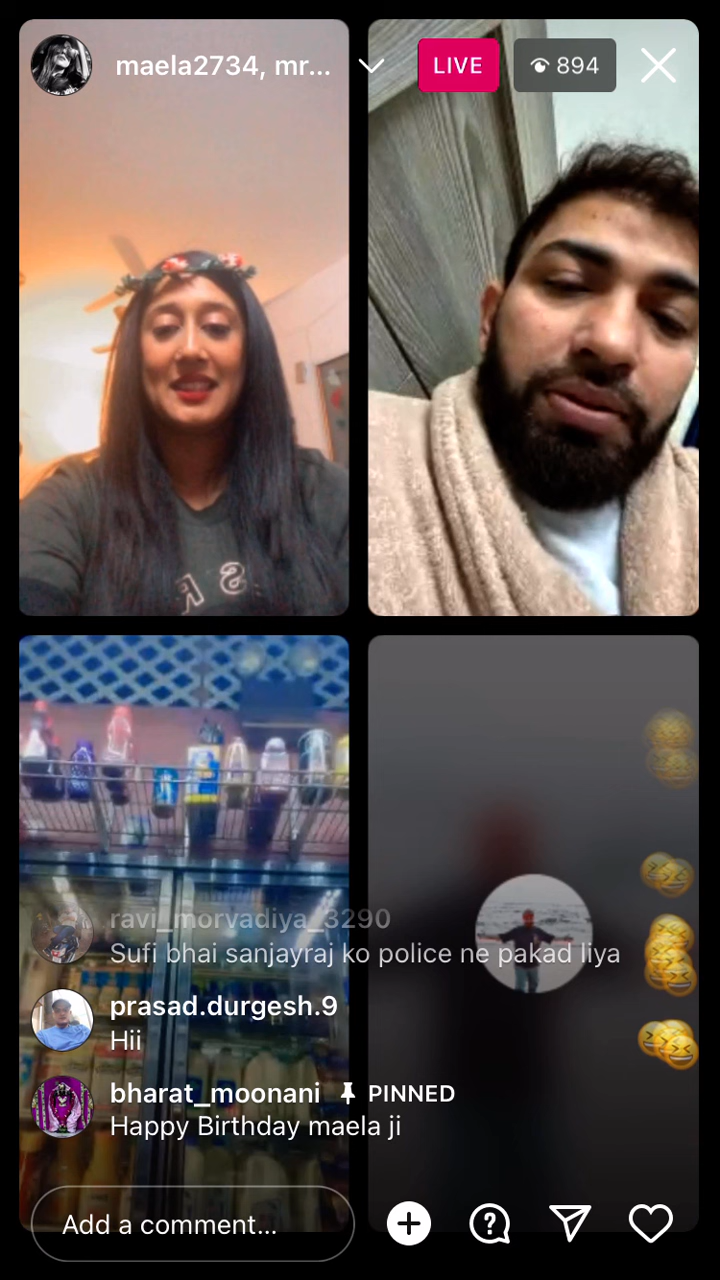 maela2734, mr...
LIVE
894
ravi_morvadiya_3290
Sufi bhai sanjayraj ko police ne pakad liya
prasad.durgesh.9
Hii
bharat_moonani PINNED
Happy Birthday maela ji
Add a comment...